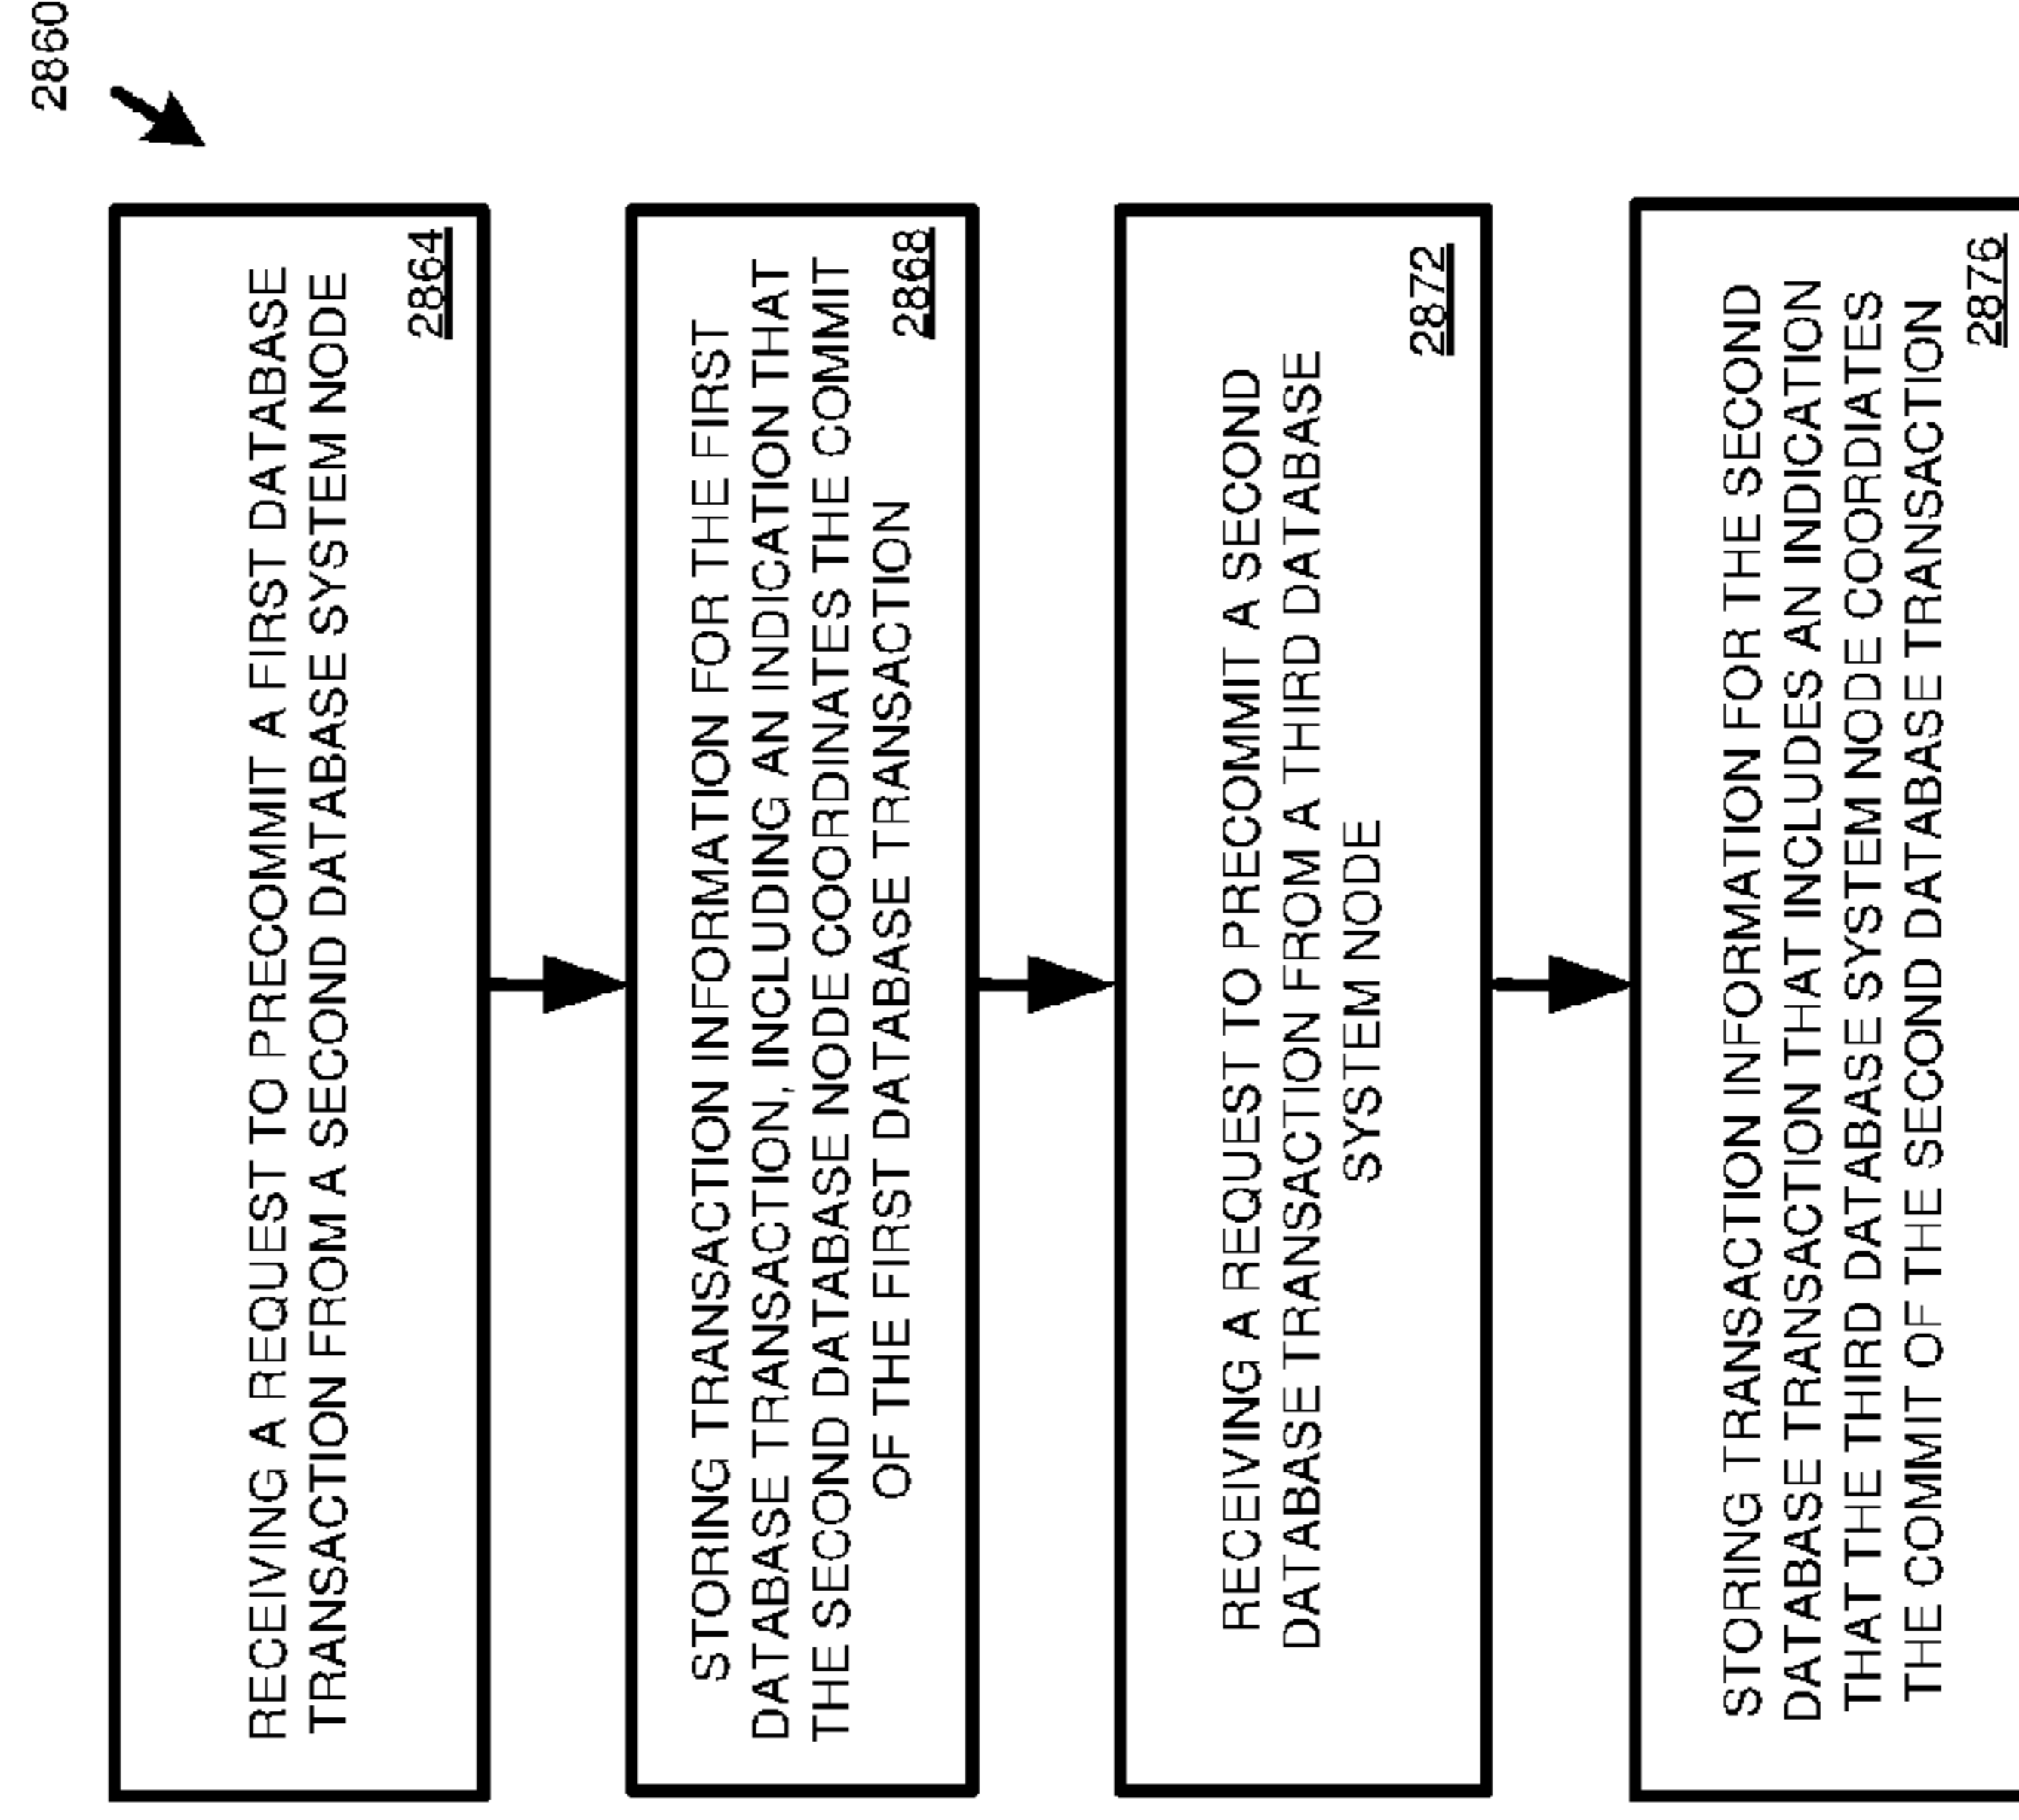 2860
RECEIVING A REQUEST TO PRECOMMIT A FIRST DATABASE
TRANSACTION FROM A SECOND DATABASE SYSTEM NODE
2864
STORING TRANSACTION INFORMATION FOR THE FIRST
DATABASE TRANSACTION, INCLUDING AN INDICATION THAT
THE SECOND DATABASE NODE COORDINATES THE COMMIT
OF THE FIRST DATABASE TRANSACTION
2868
RECEIVING A REQUEST TO PRECOMMIT A SECOND
DATABASE TRANSACTION FROM A THIRD DATABASE
SYSTEM NODE
2872
STORING TRANSACTION INFORMATION FOR THE SECOND
DATABASE TRANSACTION THAT INCLUDES AN INDICATION
THAT THE THIRD DATABASE SYSTEM NODE COORDIATES
THE COMMIT OF THE SECOND DATABASE TRANSACTION
2876